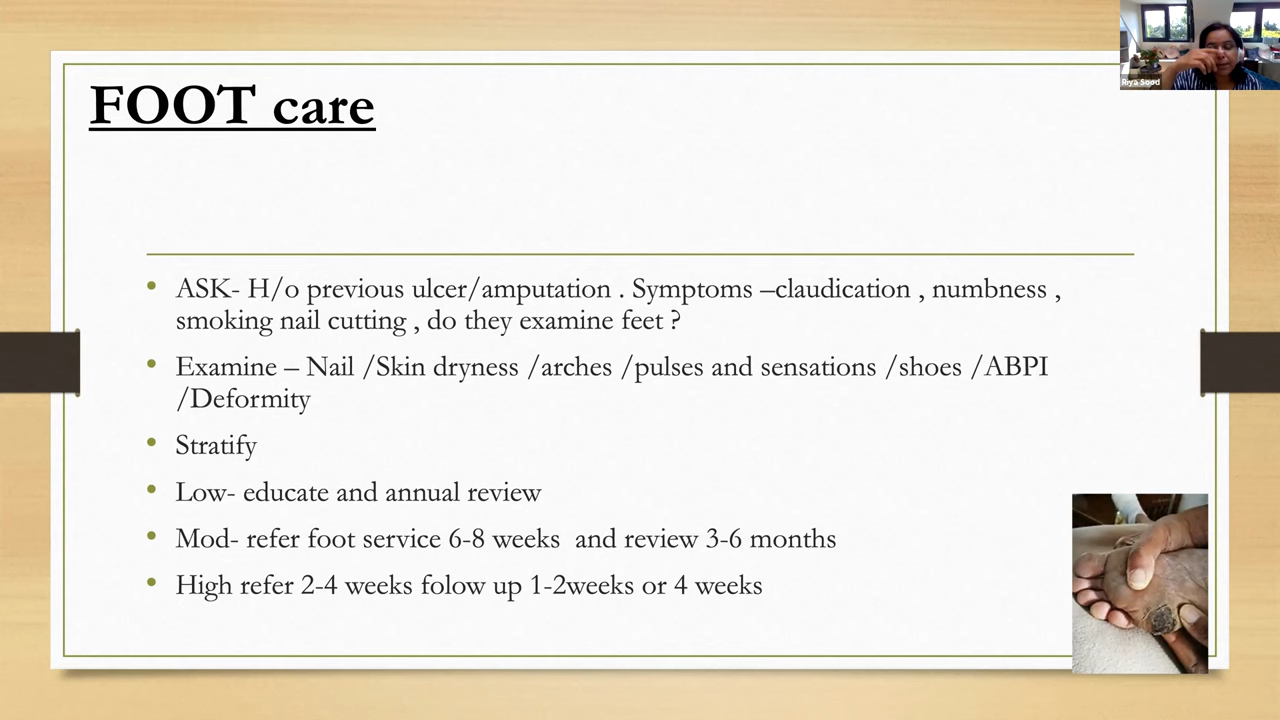 Riya Sood
FOOT care
• ASK- H/o previous ulcer/amputation . Symptoms –claudication , numbness ,
smoking nail cutting , do they examine feet ?
• Examine – Nail /Skin dryness /arches /pulses and sensations /shoes /ABPI
/Deformity
• Stratify
• Low- educate and annual review
• Mod- refer foot service 6-8 weeks  and review 3-6 months
• High refer 2-4 weeks folow up 1-2weeks or 4 weeks